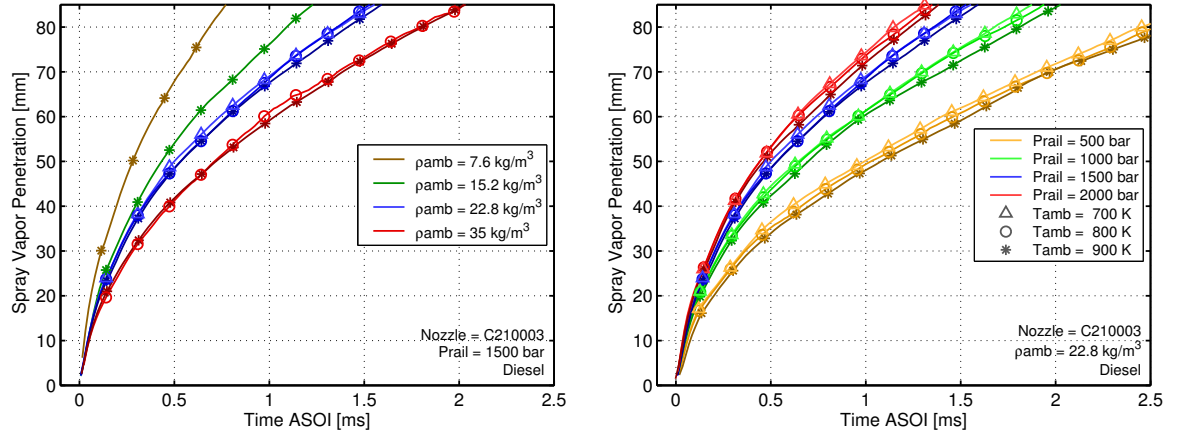 Spray Vapor Penetration [mm]
80
70
60
50
40
30
20
10
0
0
0.5
1
1.5
2
2.5
Time ASOI [ms]
ρamb = 7.6 kg/m³
ρamb = 15.2 kg/m³
ρamb = 22.8 kg/m³
ρamb = 35 kg/m³
Nozzle = C210003
Prail = 1500 bar
Diesel
Spray Vapor Penetration [mm]
80
70
60
50
40
30
20
10
0
0
0.5
1
1.5
2
2.5
Time ASOI [ms]
Prail = 500 bar
Prail = 1000 bar
Prail = 1500 bar
Prail = 2000 bar
Tamb = 700 K
Tamb = 800 K
Tamb = 900 K
Nozzle = C210003
ρamb = 22.8 kg/m³
Diesel